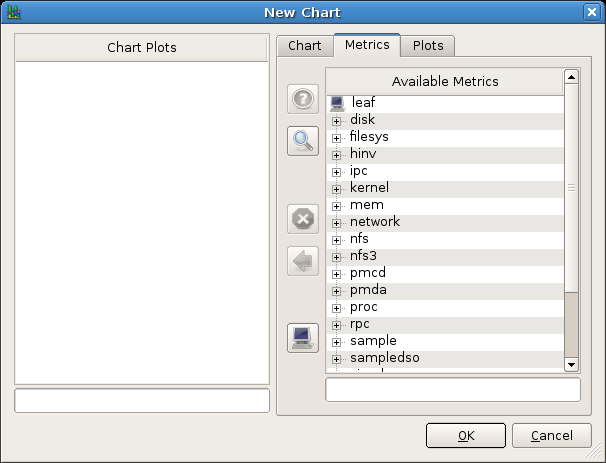 New Chart
Chart Plots
Chart
Metrics
Plots
Available Metrics
leaf
disk
filesys
hinv
ipc
kernel
mem
network
nfs
nfs3
pmcd
pmda
proc
rpc
sample
sampledso
OK
Cancel